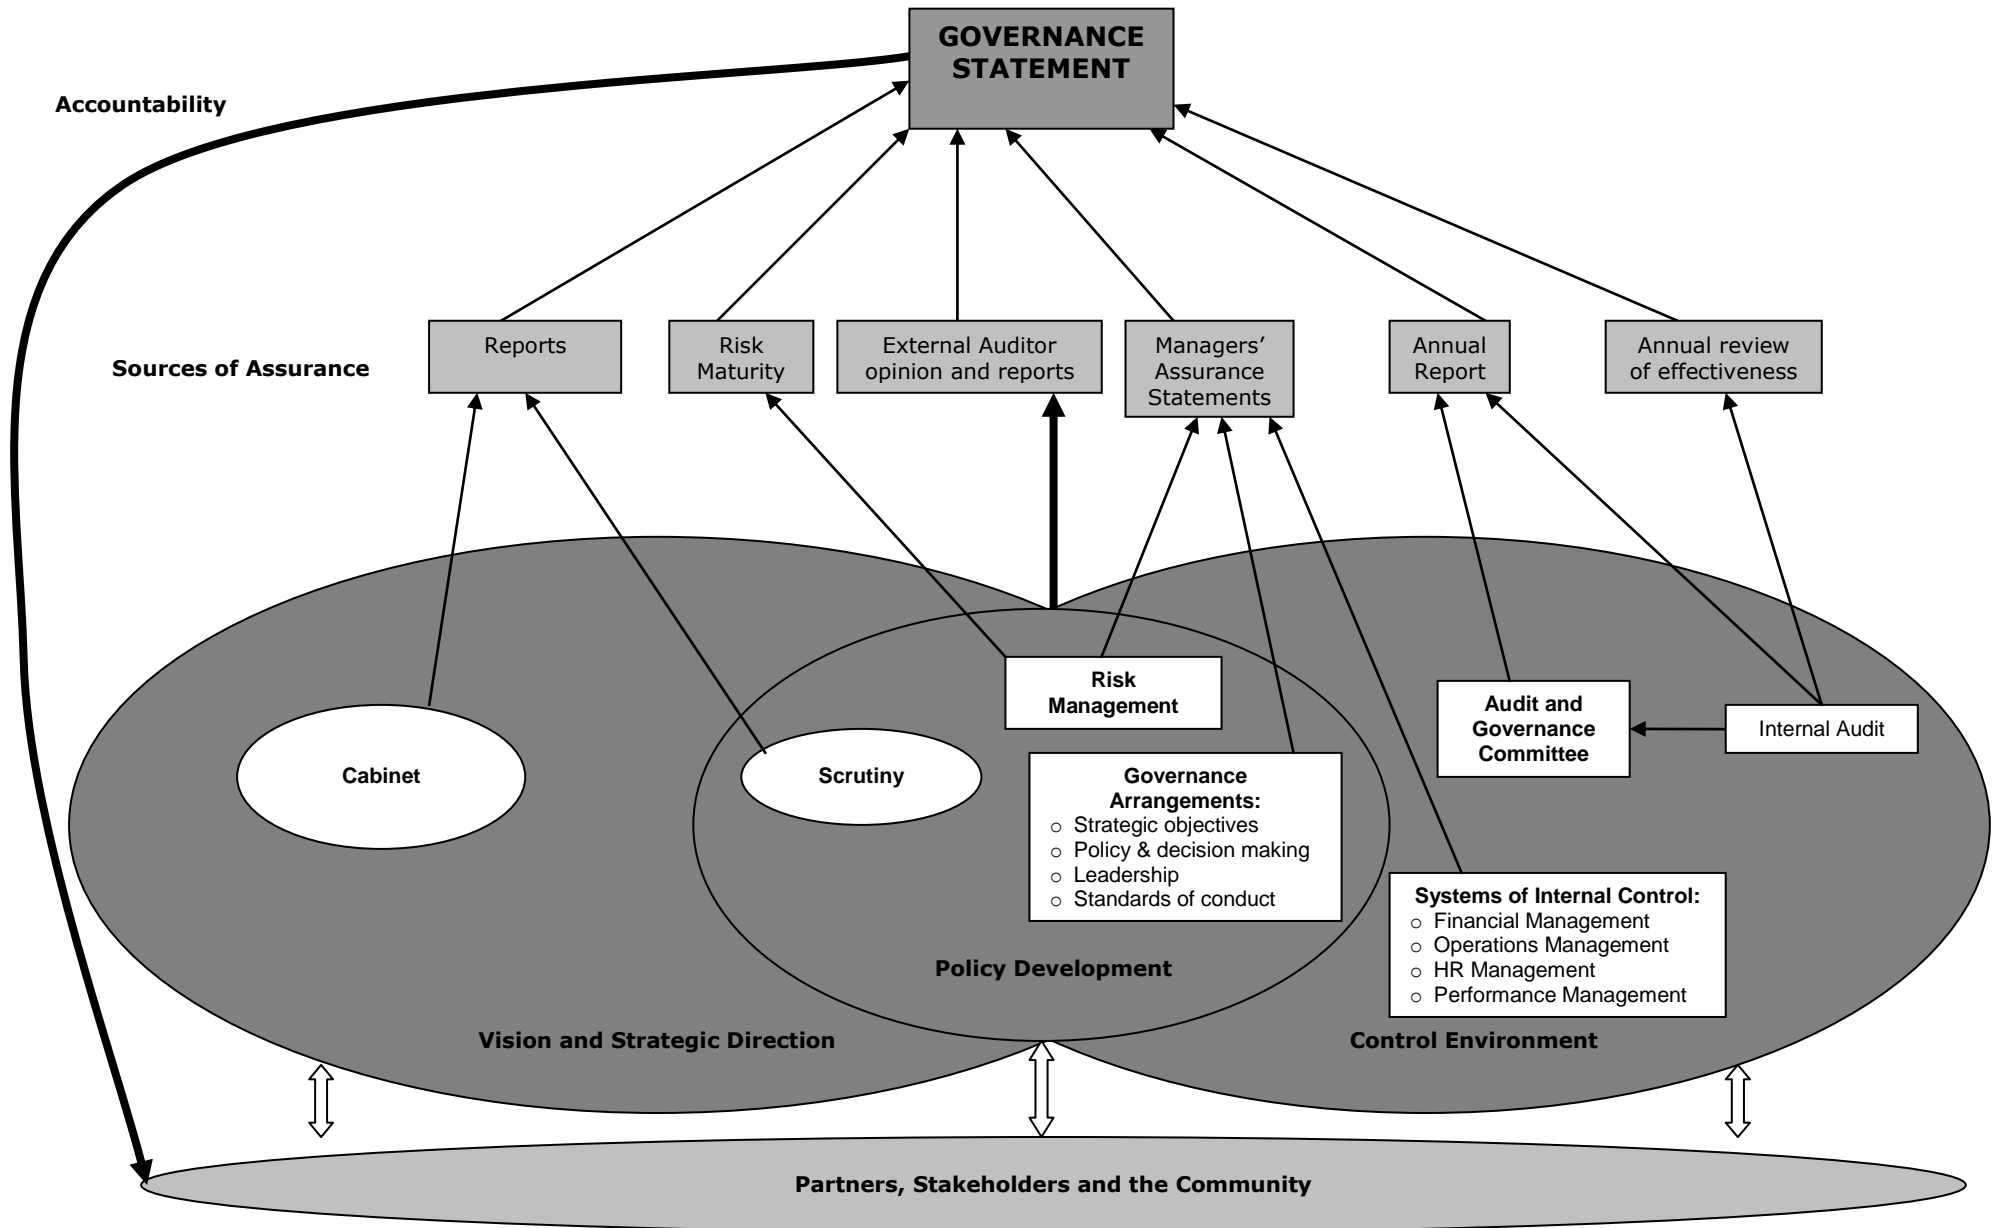 GOVERNANCE
STATEMENT
Accountability
Sources of Assurance
Reports
Risk
Maturity
External Auditor
opinion and reports
Managers’
Assurance
Statements
Annual
Report
Annual review
of effectiveness
Cabinet
Scrutiny
Risk
Management
Governance
Arrangements:
○ Strategic objectives
○ Policy & decision making
○ Leadership
○ Standards of conduct
Audit and
Governance
Committee
Internal Audit
Systems of Internal Control:
○ Financial Management
○ Operations Management
○ HR Management
○ Performance Management
Policy Development
Vision and Strategic Direction
Control Environment
Partners, Stakeholders and the Community